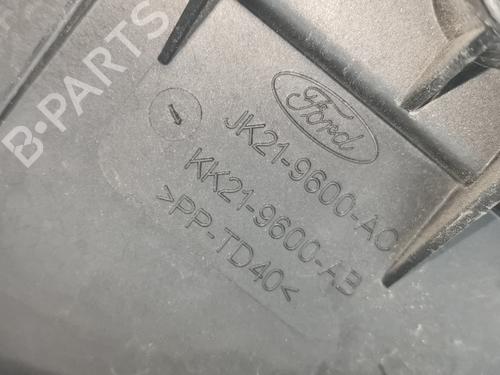 B-PARTS
Ford
JK21-9600-AC
KK21-9600-AB
>PP-TD40<